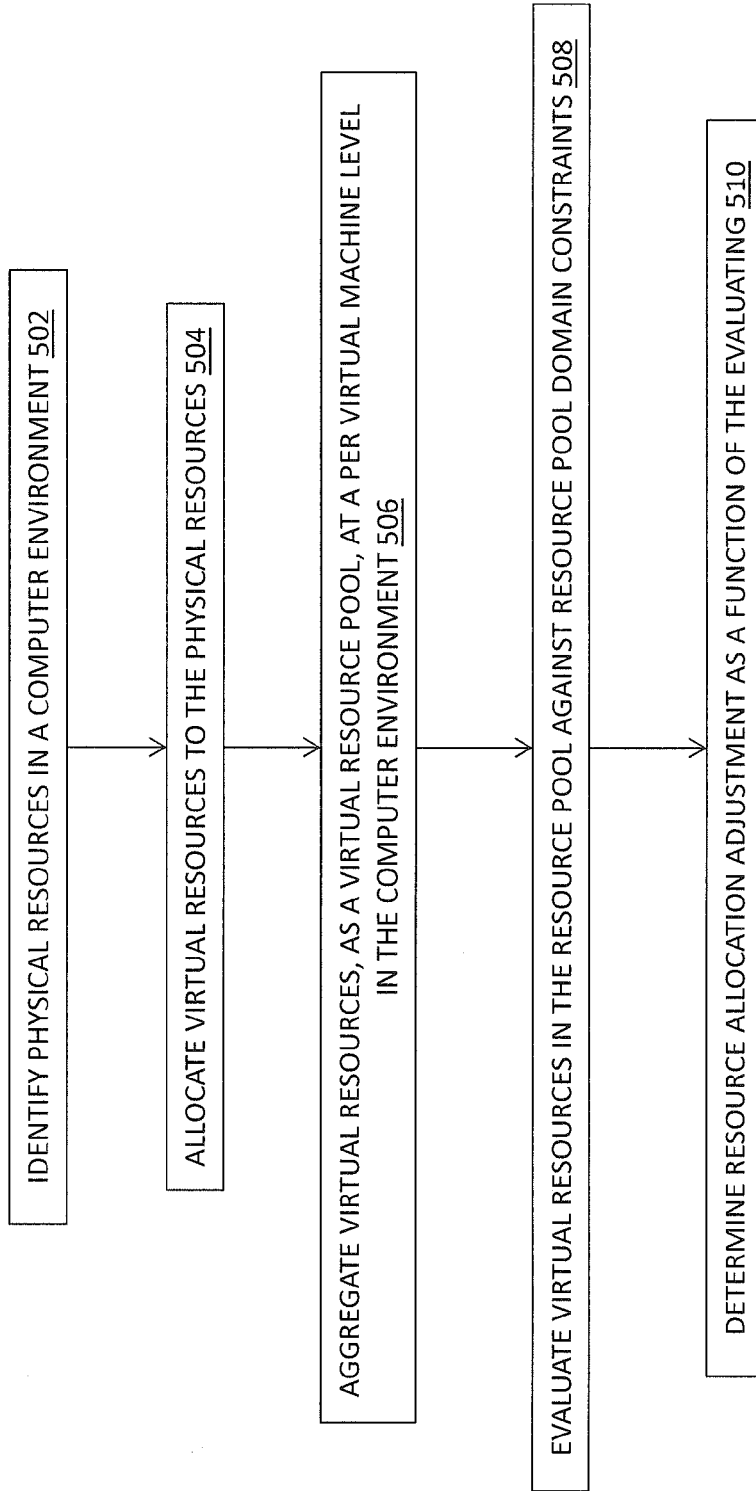 IDENTIFY PHYSICAL RESOURCES IN A COMPUTER ENVIRONMENT 502
ALLOCATE VIRTUAL RESOURCES TO THE PHYSICAL RESOURCES 504
AGGREGATE VIRTUAL RESOURCES, AS A VIRTUAL RESOURCE POOL, AT A PER VIRTUAL MACHINE LEVEL
IN THE COMPUTER ENVIRONMENT 506
EVALUATE VIRTUAL RESOURCES IN THE RESOURCE POOL AGAINST RESOURCE POOL DOMAIN CONSTRAINTS 508
DETERMINE RESOURCE ALLOCATION ADJUSTMENT AS A FUNCTION OF THE EVALUATING 510